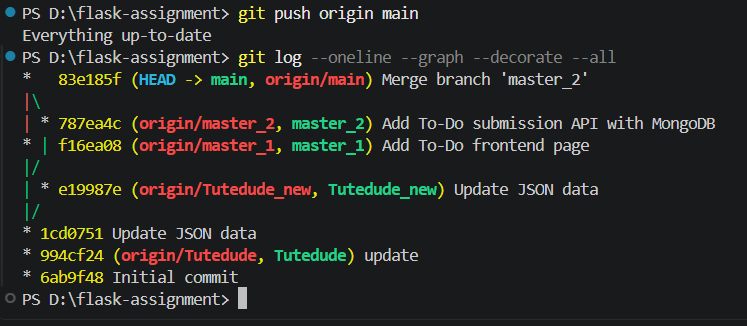 PS D:\flask-assignment> git push origin main
Everything up-to-date
PS D:\flask-assignment> git log --oneline --graph --decorate --all
*   83e185f (HEAD -> main, origin/main) Merge branch 'master_2'
|\
| * 787ea4c (origin/master_2, master_2) Add To-Do submission API with MongoDB
* | f16ea08 (origin/master_1, master_1) Add To-Do frontend page
|/
| * e19987e (origin/Tutedude_new, Tutedude_new) Update JSON data
|/
* 1cd0751 Update JSON data
* 994cf24 (origin/Tutedude, Tutedude) update
* 6ab9f48 Initial commit
PS D:\flask-assignment>